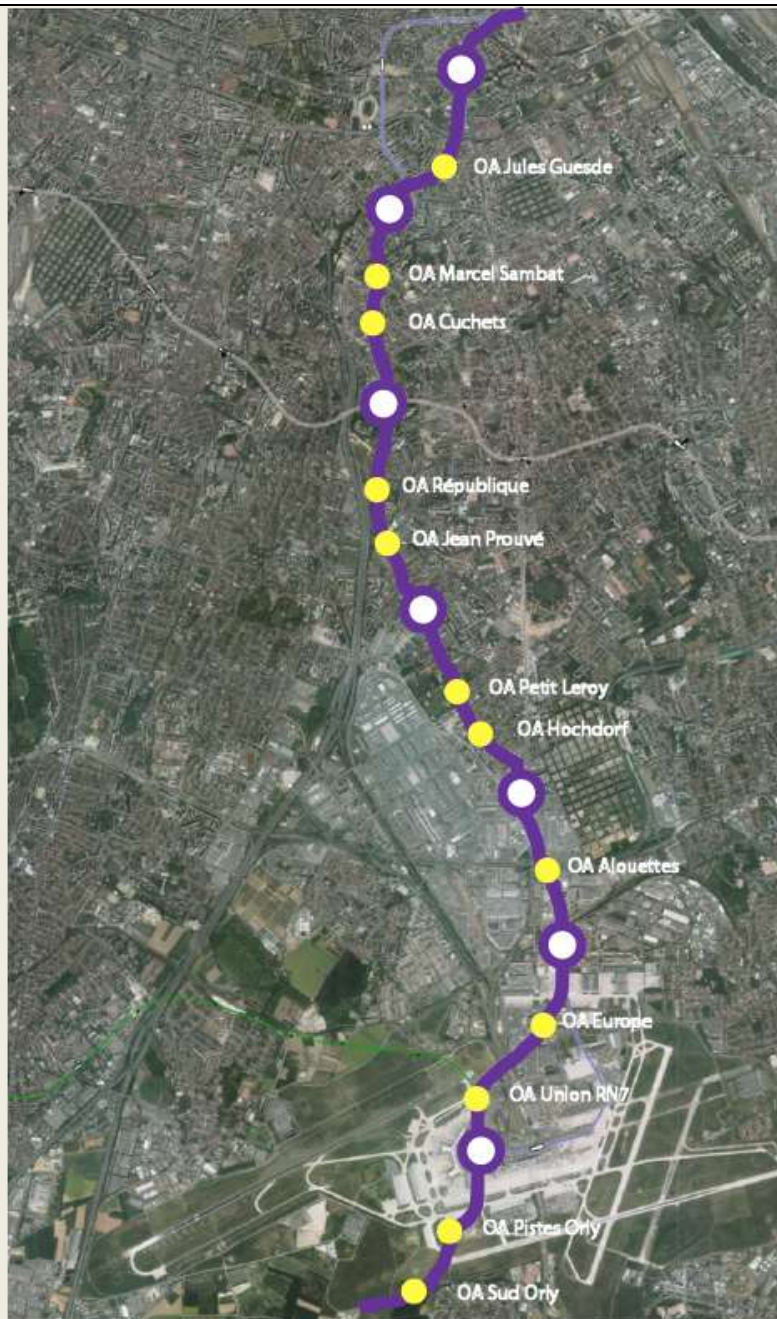 OA Jules Guesde
OA Marcel Sambat
OA Cuchets
OA République
OA Jean Prouvé
OA Petit Leroy
OA Hochdorf
OA Alouettes
OA Europe
OA Union RN7
OA Pistes Orly
OA Sud Orly